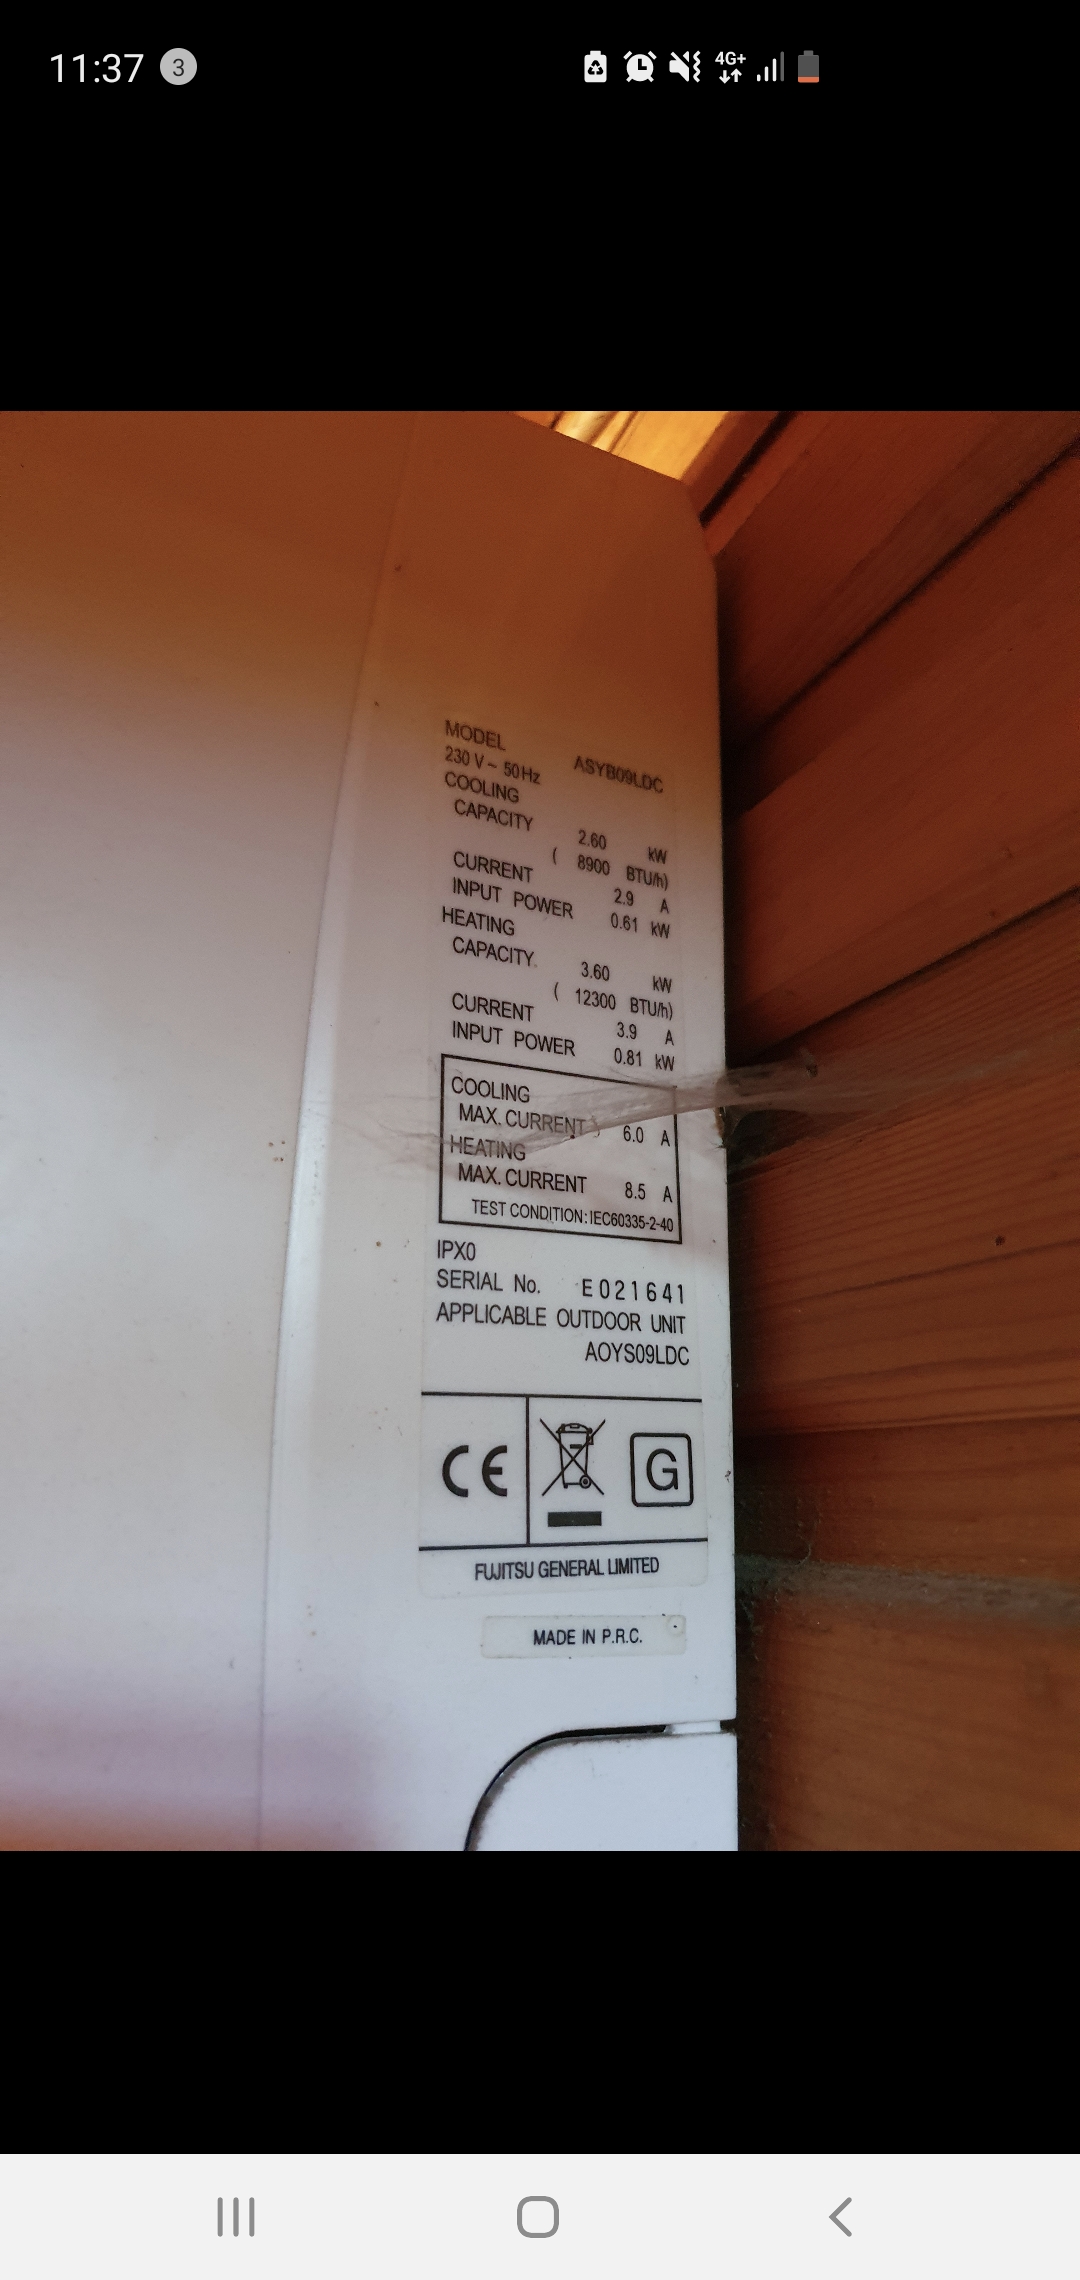 11:37 3 4G+
MODEL ASYB09LDC
230 V ~ 50 Hz
COOLING
CAPACITY 2.60 kW
( 8900 BTU/h)
CURRENT 2.9 A
INPUT POWER 0.61 kW
HEATING
CAPACITY 3.60 kW
( 12300 BTU/h)
CURRENT 3.9 A
INPUT POWER 0.81 kW
COOLING
MAX. CURRENT 6.0 A
HEATING
MAX. CURRENT 8.5 A
TEST CONDITION: IEC60335-2-40
IPX0
SERIAL No. E021641
APPLICABLE OUTDOOR UNIT
AOYS09LDC
CE G
FUJITSU GENERAL LIMITED
MADE IN P.R.C.